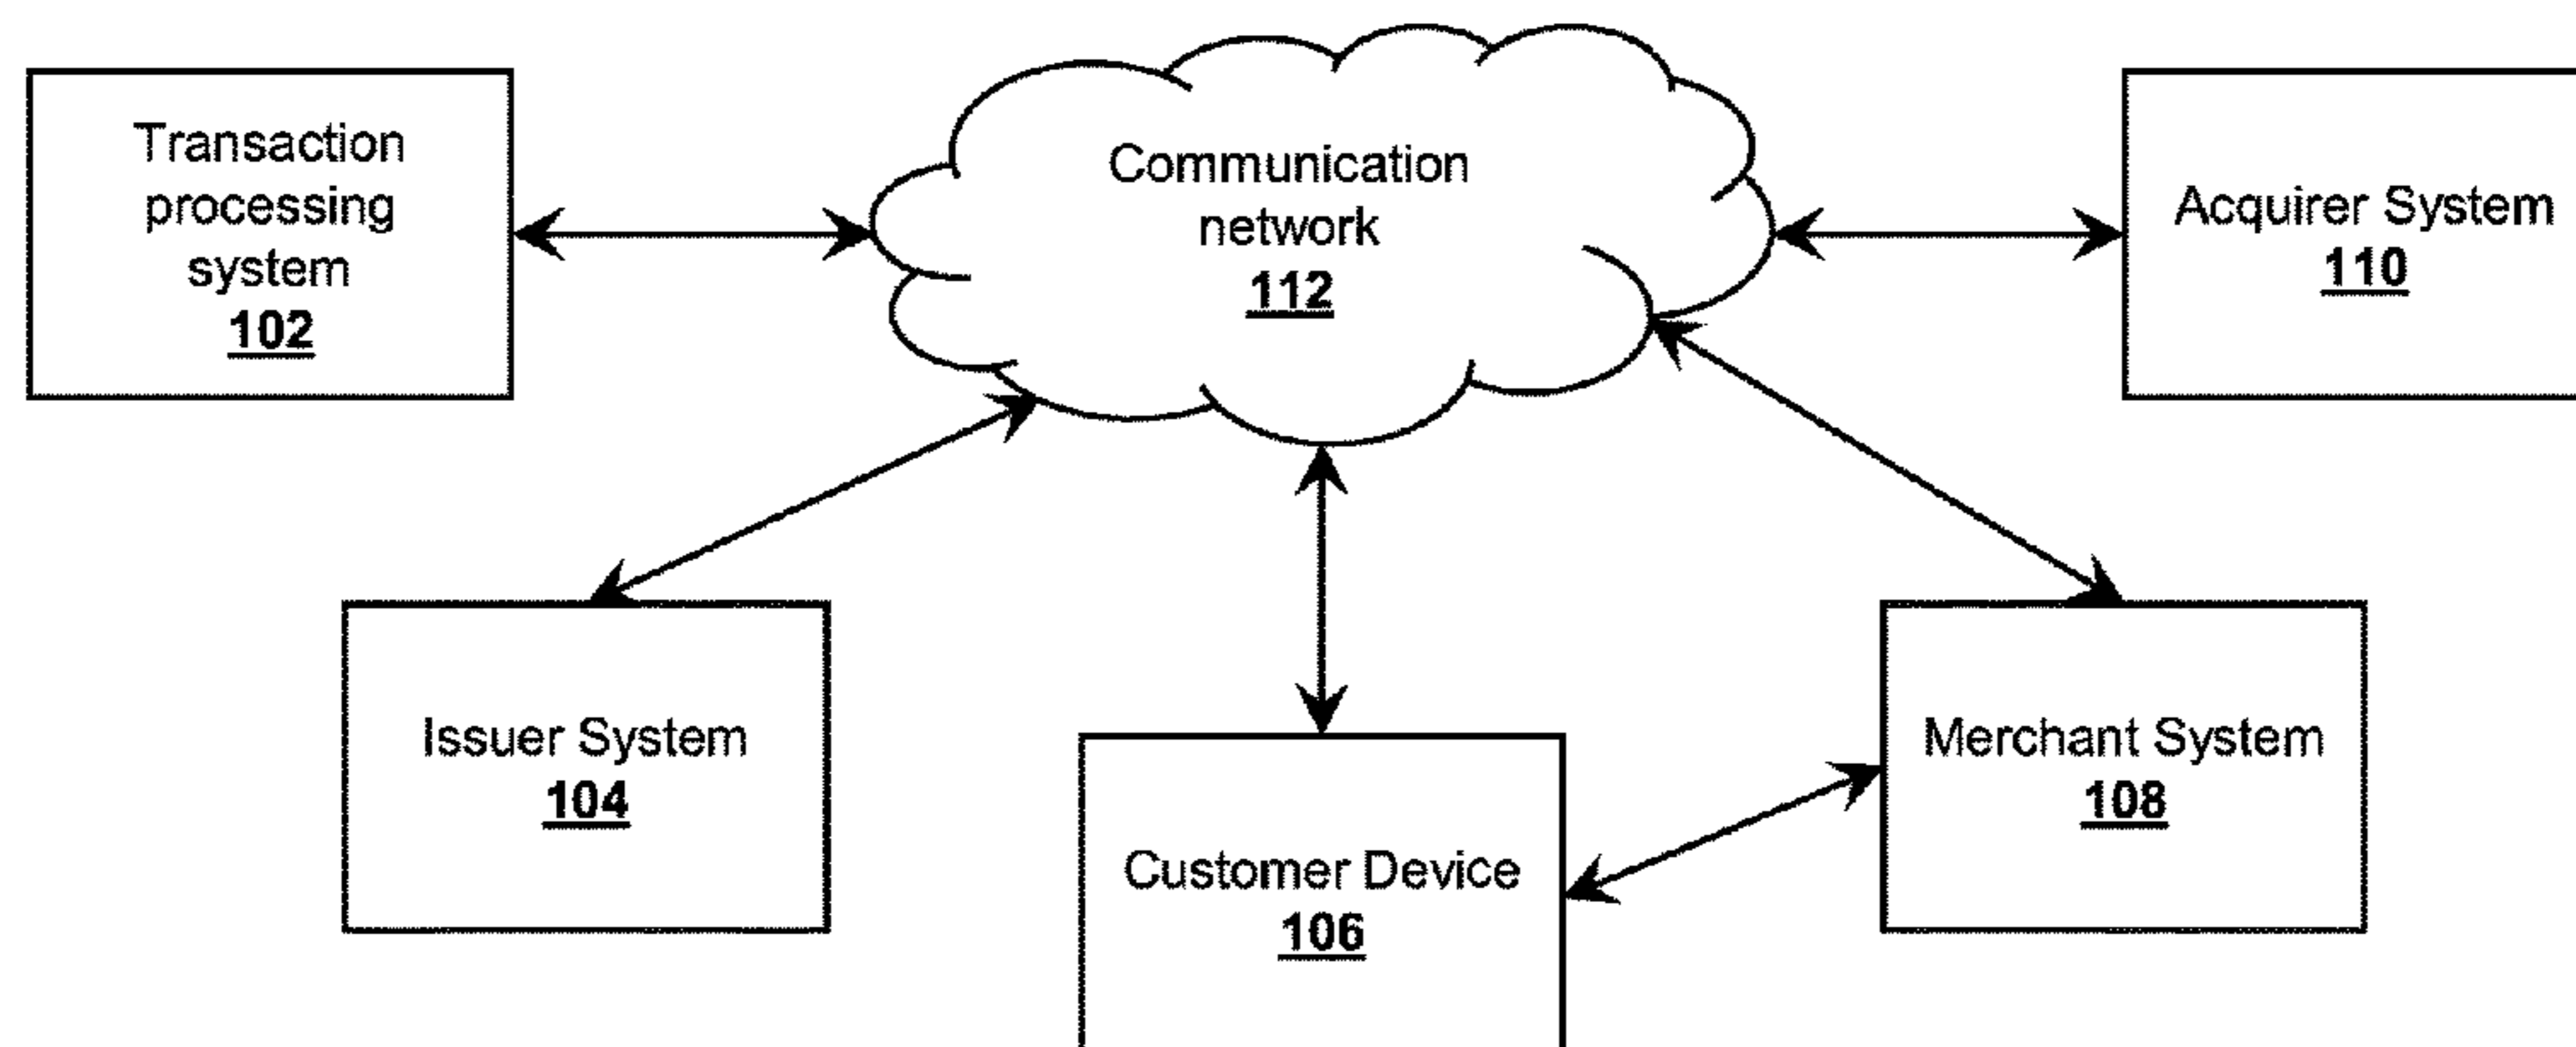 Transaction
processing
system
102
Communication
network
112
Acquirer System
110
Issuer System
104
Customer Device
106
Merchant System
108